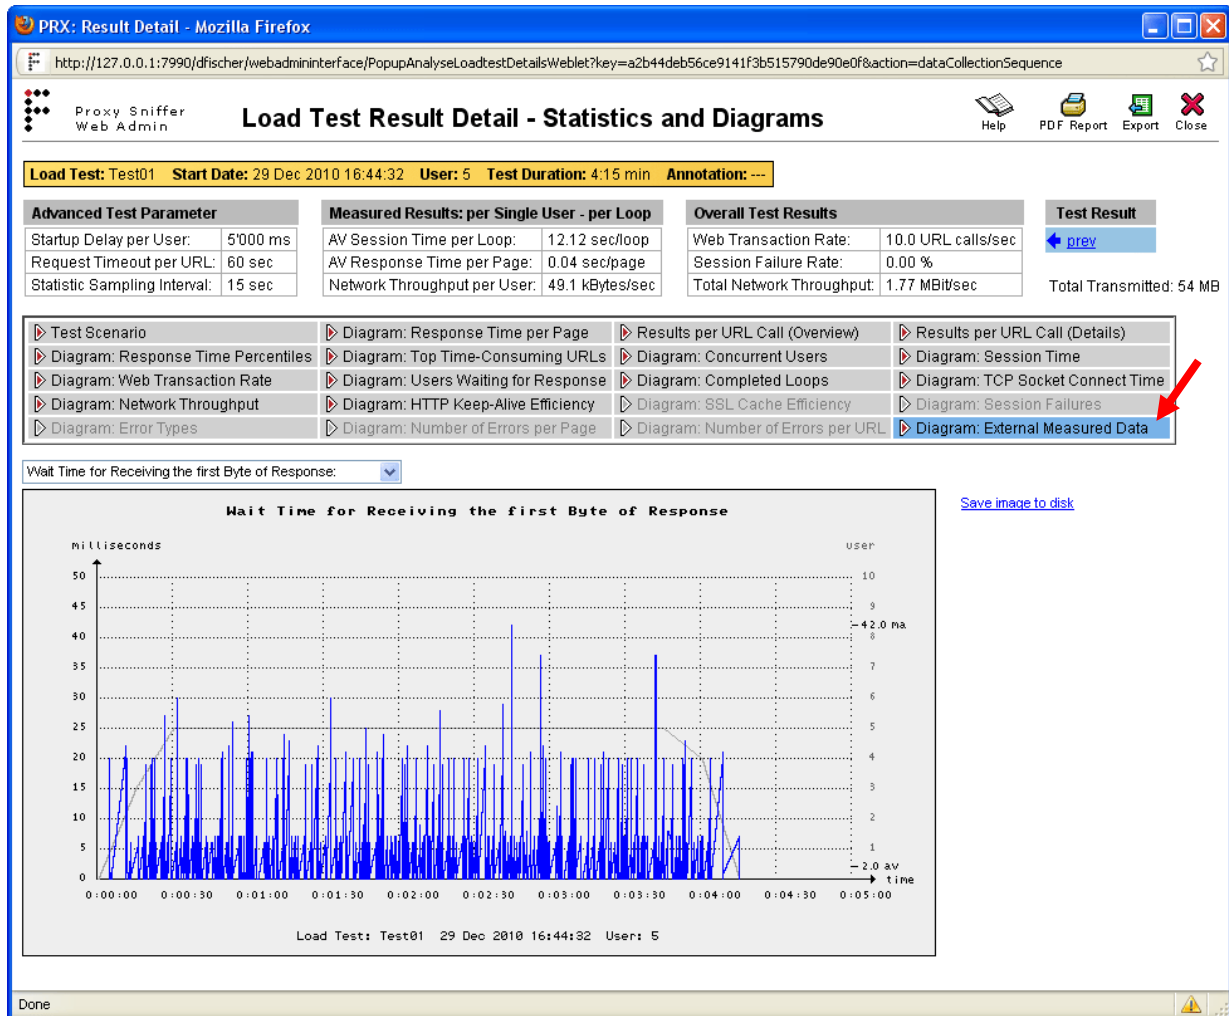 PRX: Result Detail - Mozilla Firefox
http://127.0.0.1:7990/dfischer/webadmininterface/PopupAnalyseLoadtestDetailsWeblet?key=a2b44deb56ce9141f3b515790de90e0f&action=dataCollectionSequence
Proxy Sniffer
Web Admin
Load Test Result Detail - Statistics and Diagrams
Help PDF Report Export Close
Load Test: Test01 Start Date: 29 Dec 2010 16:44:32 User: 5 Test Duration: 4:15 min Annotation: ---
Advanced Test Parameter Measured Results: per Single User - per Loop Overall Test Results Test Result
Startup Delay per User: 5'000 ms AV Session Time per Loop: 12.12 sec/loop Web Transaction Rate: 10.0 URL calls/sec prev
Request Timeout per URL: 60 sec AV Response Time per Page: 0.04 sec/page Session Failure Rate: 0.00 %
Statistic Sampling Interval: 15 sec Network Throughput per User: 49.1 kBytes/sec Total Network Throughput: 1.77 MBit/sec Total Transmitted: 54 MB
Test Scenario Diagram: Response Time per Page Results per URL Call (Overview) Results per URL Call (Details)
Diagram: Response Time Percentiles Diagram: Top Time-Consuming URLs Diagram: Concurrent Users Diagram: Session Time
Diagram: Web Transaction Rate Diagram: Users Waiting for Response Diagram: Completed Loops Diagram: TCP Socket Connect Time
Diagram: Network Throughput Diagram: HTTP Keep-Alive Efficiency Diagram: SSL Cache Efficiency Diagram: Session Failures
Diagram: Error Types Diagram: Number of Errors per Page Diagram: Number of Errors per URL Diagram: External Measured Data
Wait Time for Receiving the first Byte of Response:
Wait Time for Receiving the first Byte of Response
Save image to disk
milliseconds user
50 10
45 9
42.0 ma
40 8
35 7
30 6
25 5
20 4
15 3
10 2
5 1
2.0 av
0 time
0:00:00 0:00:30 0:01:00 0:01:30 0:02:00 0:02:30 0:03:00 0:03:30 0:04:00 0:04:30 0:05:00
Load Test: Test01 29 Dec 2010 16:44:32 User: 5
Done